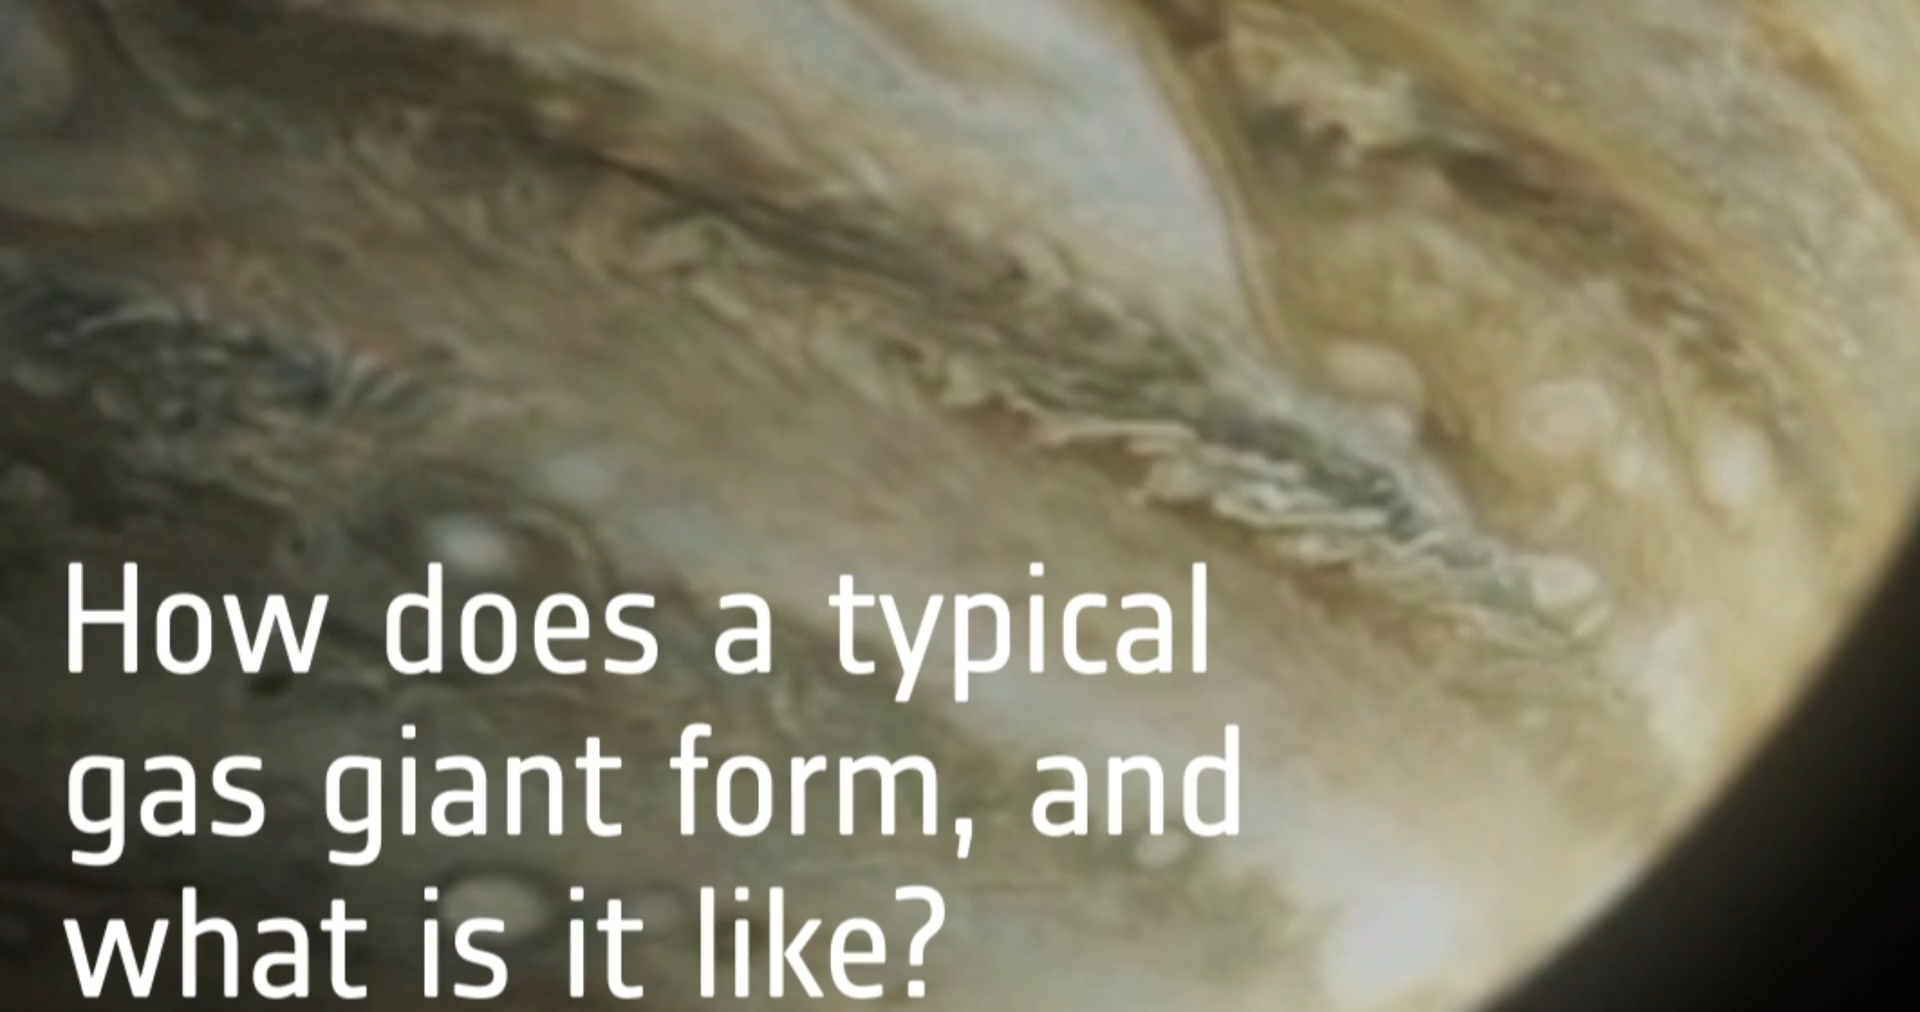 How does a typical
gas giant form, and
what is it like?